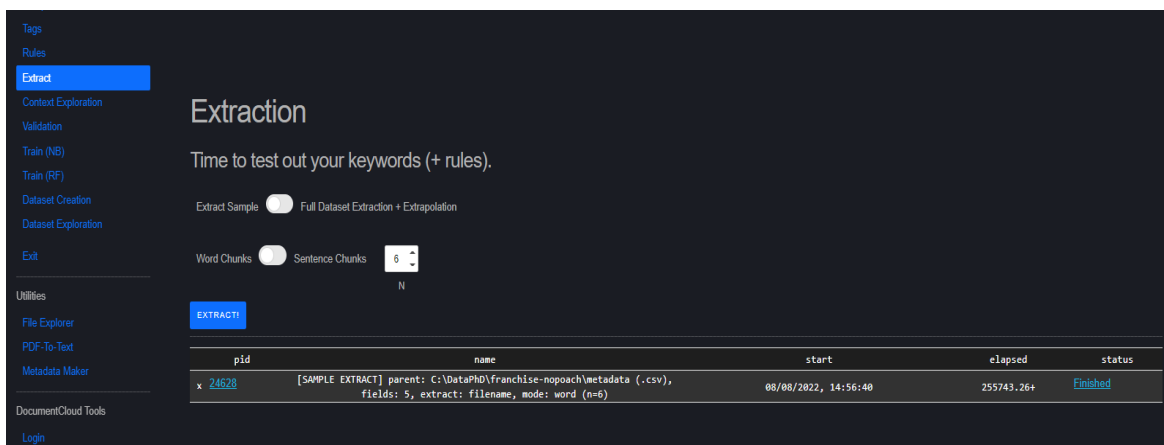 Tags
Rules
Extract
Context Exploration
Validation
Train (NB)
Train (RF)
Dataset Creation
Dataset Exploration
Exit
Utilities
File Explorer
PDF-To-Text
Metadata Maker
DocumentCloud Tools
Login
Extraction
Time to test out your keywords (+ rules).
Extract Sample Full Dataset Extraction + Extrapolation
Word Chunks Sentence Chunks 6
N
EXTRACT!
pid name start elapsed status
x 24628 [SAMPLE EXTRACT] parent: C:\DataPhD\franchise-nopoach\metadata (.csv), 08/08/2022, 14:56:40 255743.26+ Finished
fields: 5, extract: filename, mode: word (n=6)